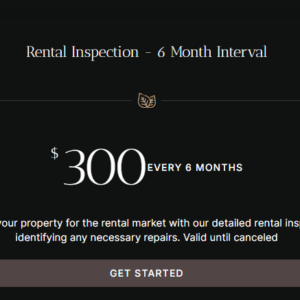 Rental Inspection - 6 Month Interval
$300 EVERY 6 MONTHS
your property for the rental market with our detailed rental
identifying any necessary repairs. Valid until canceled
GET STARTED